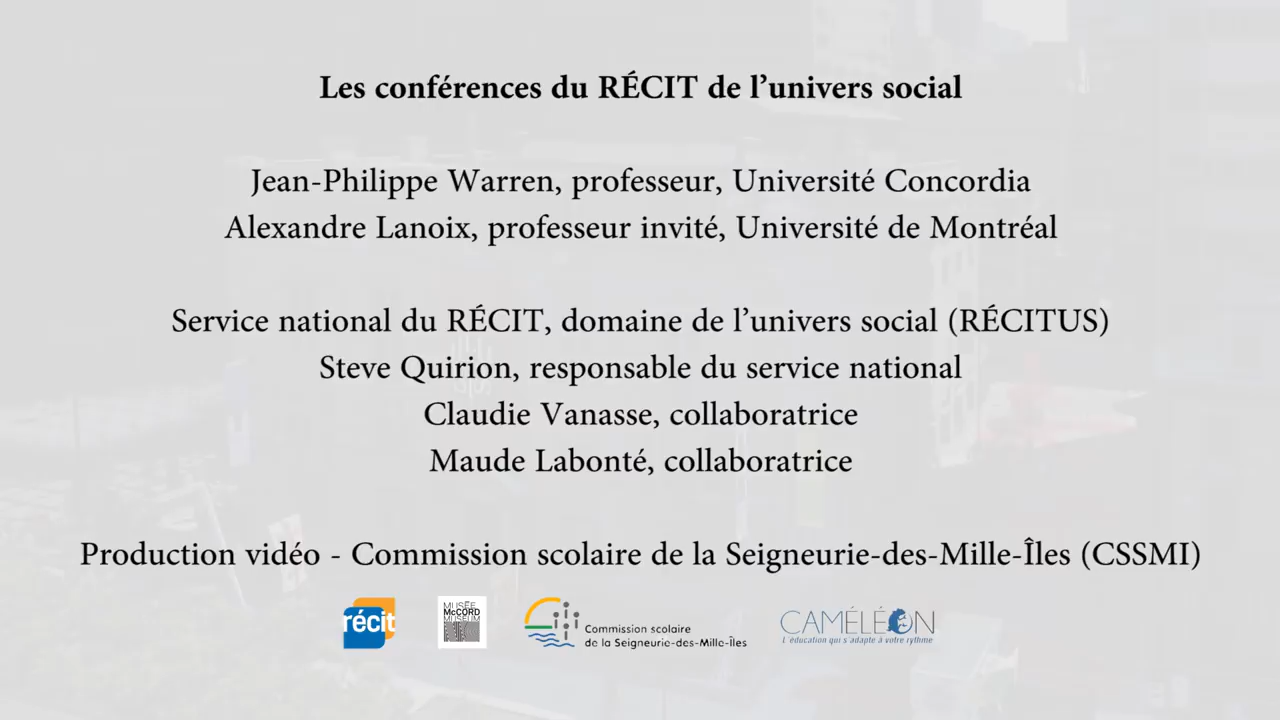 Les conférences du RÉCIT de l’univers social
Jean-Philippe Warren, professeur, Université Concordia
Alexandre Lanoix, professeur invité, Université de Montréal
Service national du RÉCIT, domaine de l’univers social (RÉCITUS)
Steve Quirion, responsable du service national
Claudie Vanasse, collaboratrice
Maude Labonté, collaboratrice
Production vidéo - Commission scolaire de la Seigneurie-des-Mille-Îles (CSSMI)
récit
MUSÉE
McCORD
MUSEUM
Commission scolaire
de la Seigneurie-des-Mille-Îles
CAMÉLÉON
L'éducation qui s'adapte à votre rythme